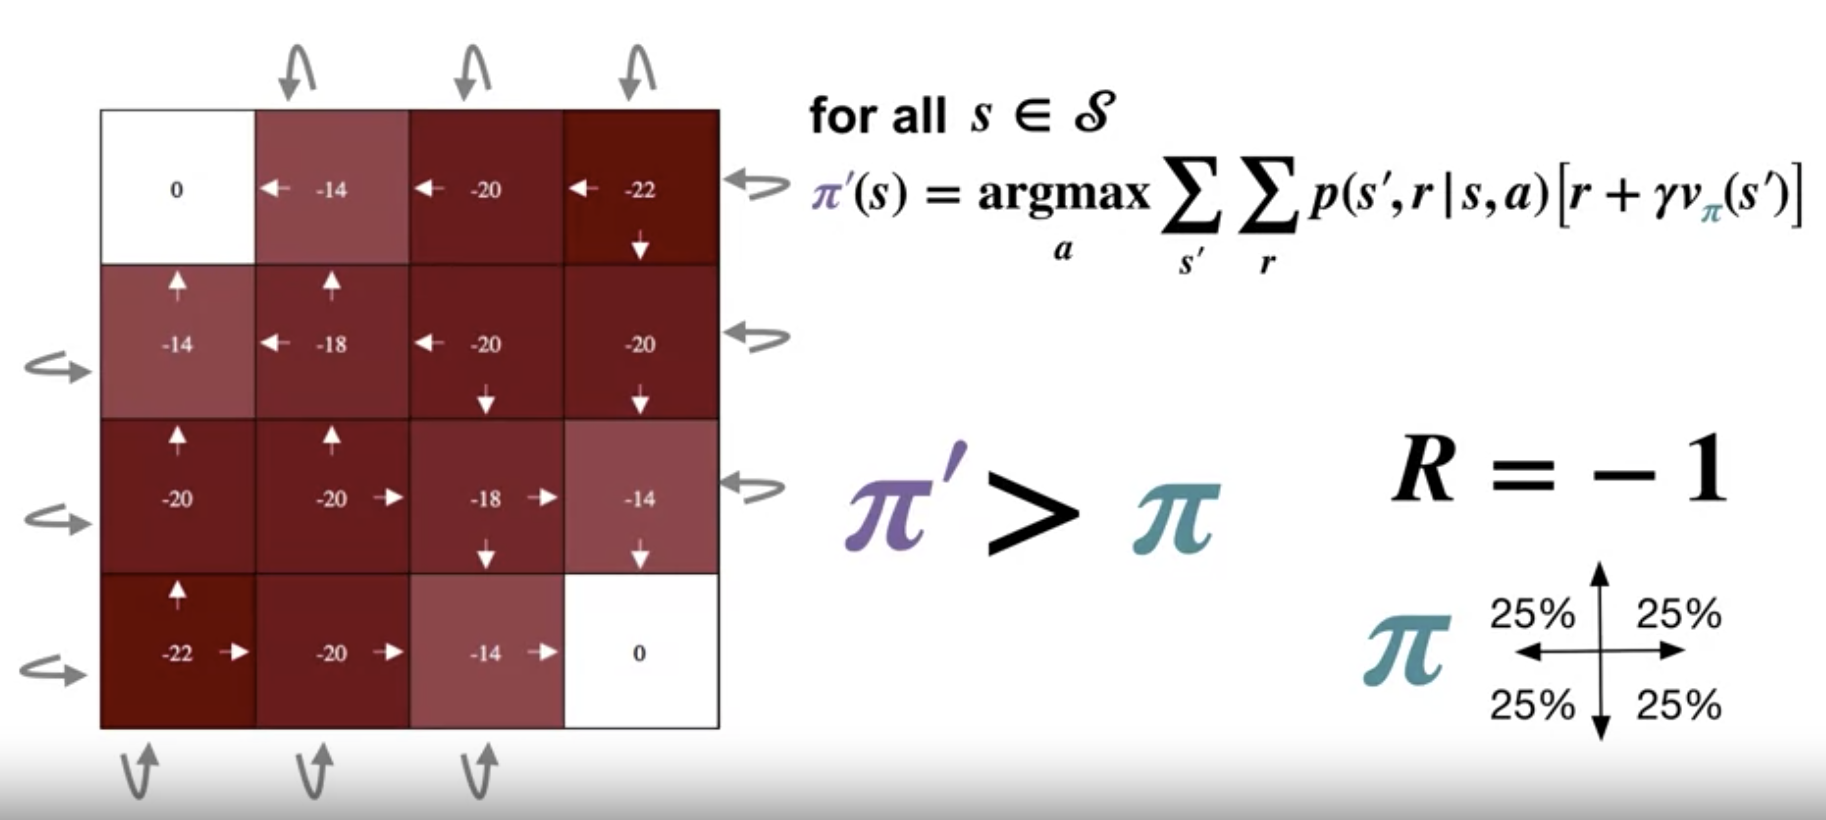 for all s ∈ 𝒮
π′(s) = argmax ∑ ∑ p(s′, r | s, a)[r + γv_π(s′)]
a s′ r
0 -14 -20 -22
-14 -18 -20 -20
-20 -20 -18 -14
-22 -20 -14 0
π′ > π
R = − 1
π
25% 25%
25% 25%